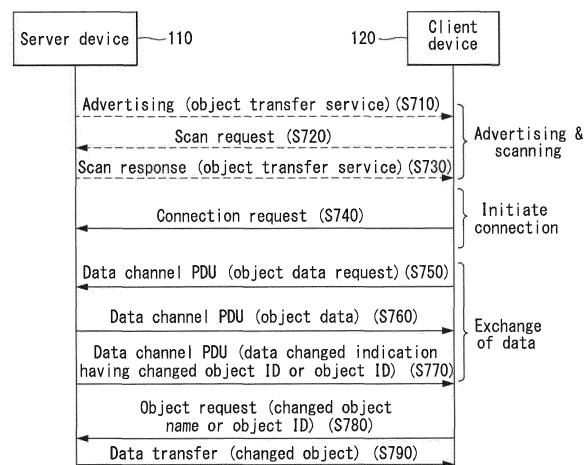 Server device
110
120
Client
device
Advertising (object transfer service) (S710)
Scan request (S720)
Scan response (object transfer service) (S730)
Advertising &
scanning
Connection request (S740)
Initiate
connection
Data channel PDU (object data request) (S750)
Data channel PDU (object data) (S760)
Data channel PDU (data changed indication
having changed object ID or object ID) (S770)
Exchange
of data
Object request (changed object
name or object ID) (S780)
Data transfer (changed object) (S790)